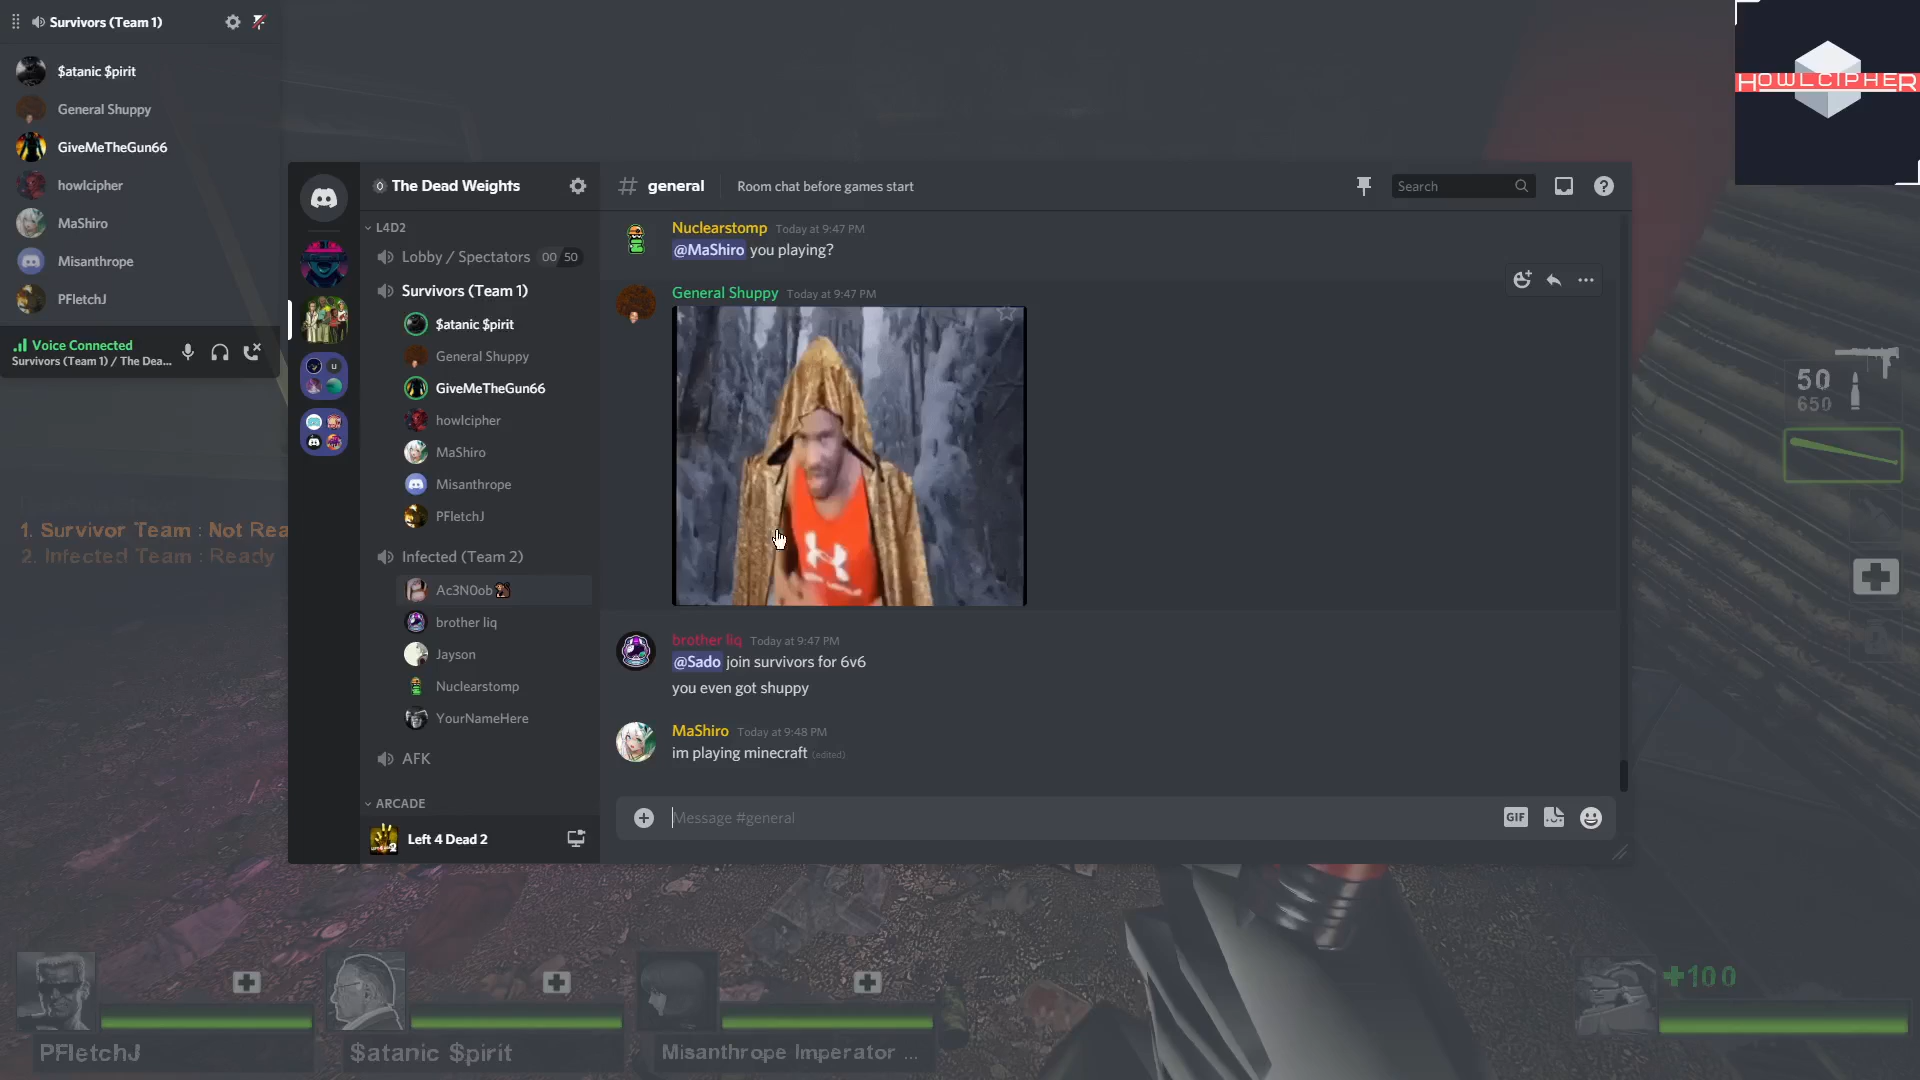 Survivors (Team 1)
$atanic $pirit
General Shuppy
GiveMeTheGun66
howlcipher
MaShiro
Misanthrope
PFletchJ
Voice Connected
Survivors (Team 1) / The Dea...
HOWLCIPHER
The Dead Weights
L4D2
Lobby / Spectators 00 50
Survivors (Team 1)
$atanic $pirit
General Shuppy
GiveMeTheGun66
howlcipher
MaShiro
Misanthrope
PFletchJ
Infected (Team 2)
Ac3N0ob
brother liq
Jayson
Nuclearstomp
YourNameHere
AFK
ARCADE
Left 4 Dead 2
# general Room chat before games start
Search
Nuclearstomp Today at 9:47 PM
@MaShiro you playing?
General Shuppy Today at 9:47 PM
brother liq Today at 9:47 PM
@Sado join survivors for 6v6
you even got shuppy
MaShiro Today at 9:48 PM
im playing minecraft (edited)
Message #general
GIF
1. Survivor Team : Not Rea
2. Infected Team : Ready
50
650
+100
PFletchJ
$atanic $pirit
Misanthrope Imperator ...